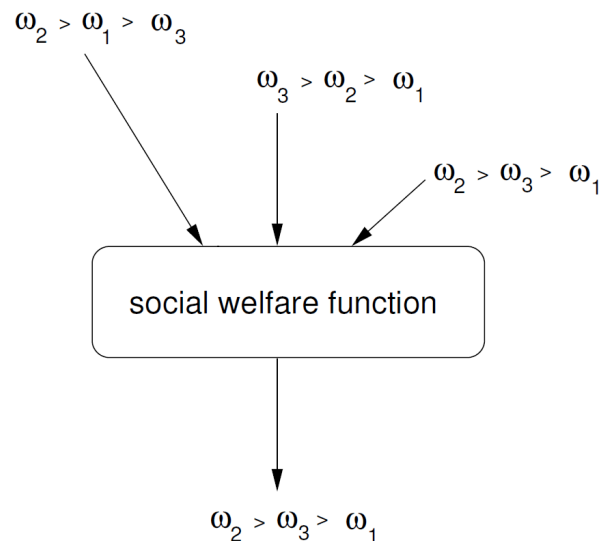 ω₂ > ω₁ > ω₃
ω₃ > ω₂ > ω₁
ω₂ > ω₃ > ω₁
social welfare function
ω₂ > ω₃ > ω₁